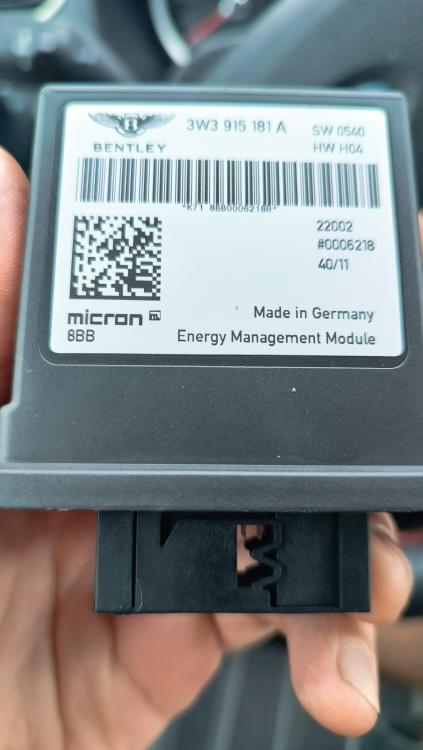 B
BENTLEY
3W3 915 181 A
SW 0540
HW H04
*K71 8680006218R*
22002
#0006218
40/11
micron m
8BB
Made in Germany
Energy Management Module